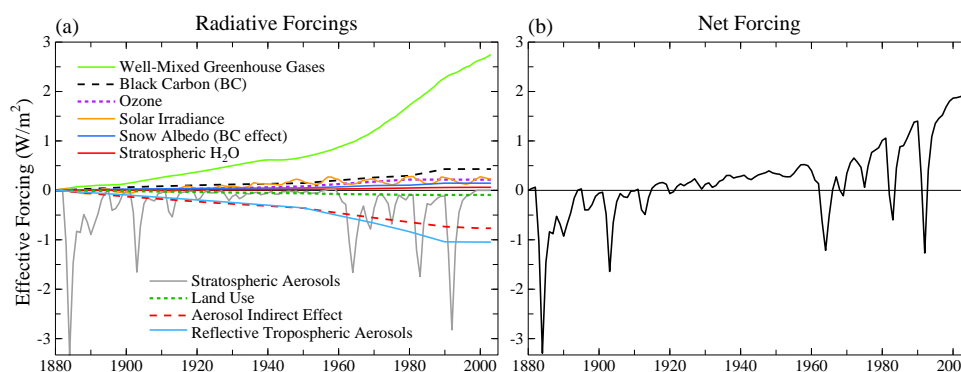 (a) Radiative Forcings
3
2
1
0
-1
-2
-3
Effective Forcing (W/m²)
Well-Mixed Greenhouse Gases
Black Carbon (BC)
Ozone
Solar Irradiance
Snow Albedo (BC effect)
Stratospheric H₂O
Stratospheric Aerosols
Land Use
Aerosol Indirect Effect
Reflective Tropospheric Aerosols
1880 1900 1920 1940 1960 1980 2000
(b) Net Forcing
3
2
1
0
-1
-2
-3
1880 1900 1920 1940 1960 1980 2000